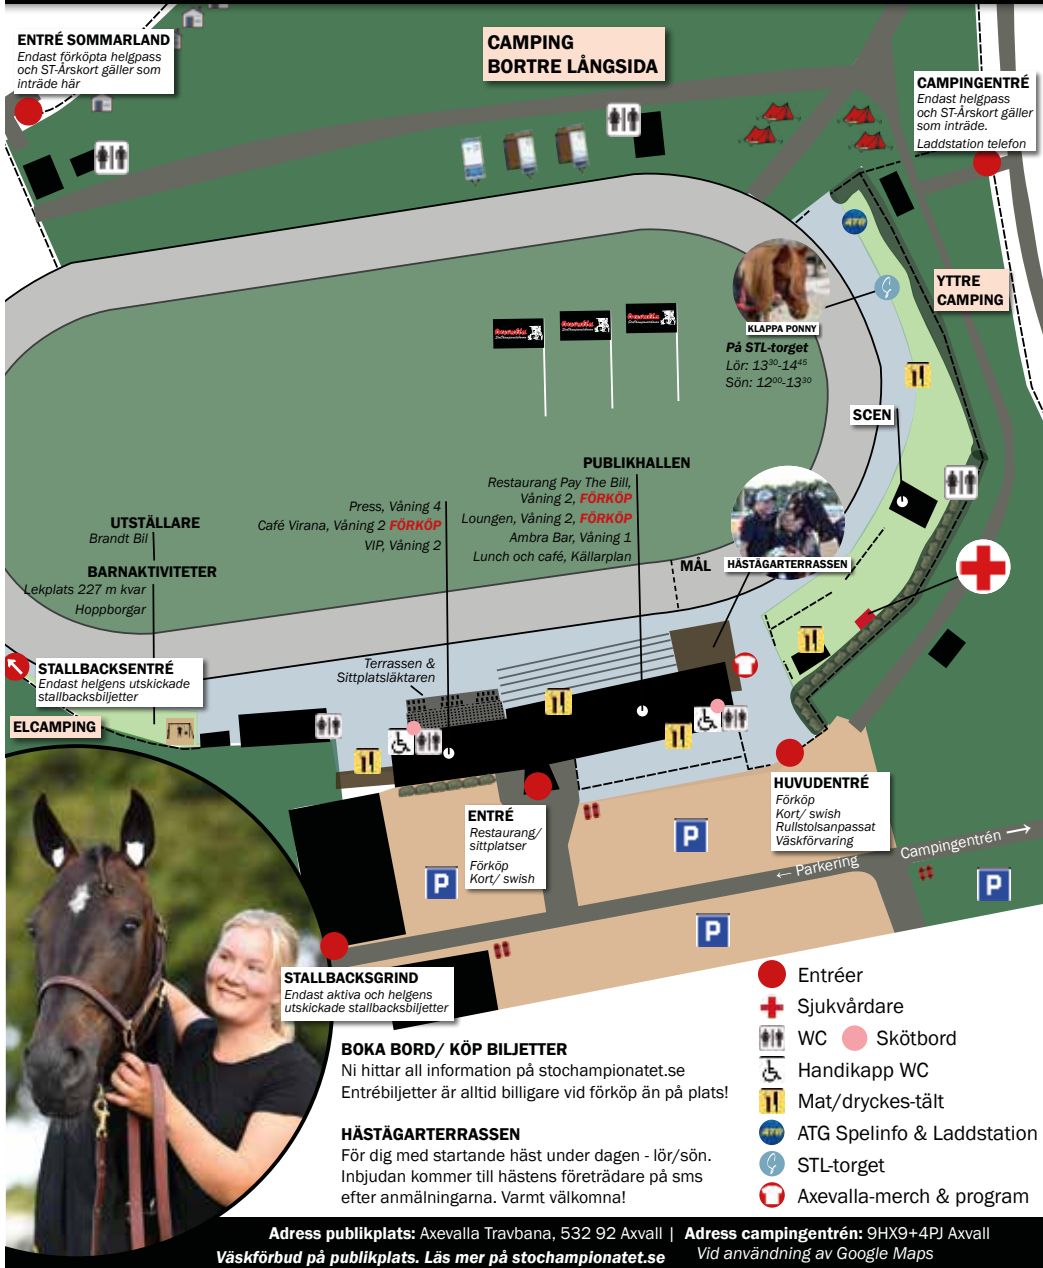 ENTRÉ SOMMARLAND
Endast förköpta helgpass
och ST-Årskort gäller som
inträde här
CAMPING
BORTRE LÅNGSIDA
CAMPINGENTRÉ
Endast helgpass
och ST-Årskort gäller
som inträde.
Laddstation telefon
ATG
YTTRE
CAMPING
KLAPPA PONNY
På STL-torget
Lör: 13³⁰-14⁴⁵
Sön: 12⁰⁰-13³⁰
Axevalla
Axevalla
Axevalla
SCEN
PUBLIKHALLEN
Restaurang Pay The Bill,
Våning 2, FÖRKÖP
Loungen, Våning 2, FÖRKÖP
Ambra Bar, Våning 1
Lunch och café, Källarplan
Press, Våning 4
Café Virana, Våning 2 FÖRKÖP
VIP, Våning 2
UTSTÄLLARE
Brandt Bil
BARNAKTIVITETER
Lekplats 227 m kvar
Hoppborgar
MÅL
HÄSTÄGARTERRASSEN
STALLBACKSENTRÉ
Endast helgens utskickade
stallbacksbiljetter
Terrassen &
Sittplatsläktaren
ELCAMPING
HUVUDENTRÉ
Förköp
Kort/ swish
Rullstolsanpassat
Väskförvaring
ENTRÉ
Restaurang/
sittplatser
Förköp
Kort/ swish
P
P
P
P
← Parkering
Campingentrén →
STALLBACKSGRIND
Endast aktiva och helgens
utskickade stallbacksbiljetter
BOKA BORD/ KÖP BILJETTER
Ni hittar all information på stochampionatet.se
Entrébiljetter är alltid billigare vid förköp än på plats!
HÄSTÄGARTERRASSEN
För dig med startande häst under dagen - lör/sön.
Inbjudan kommer till hästens företrädare på sms
efter anmälningarna. Varmt välkomna!
Entréer
Sjukvårdare
WC Skötbord
Handikapp WC
Mat/dryckes-tält
ATG ATG Spelinfo & Laddstation
STL-torget
Axevalla-merch & program
Adress publikplats: Axevalla Travbana, 532 92 Axvall | Adress campingentrén: 9HX9+4PJ Axvall
Väskförbud på publikplats. Läs mer på stochampionatet.se Vid användning av Google Maps